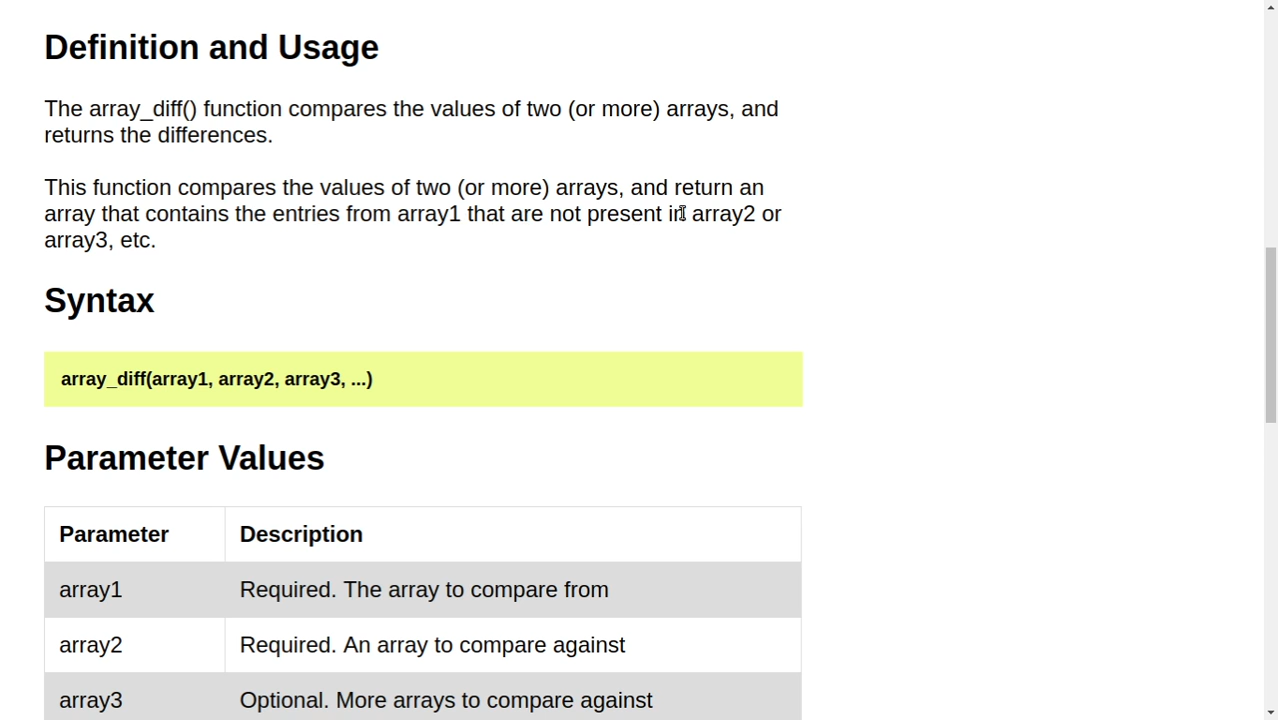 Definition and Usage
The array_diff() function compares the values of two (or more) arrays, and
returns the differences.
This function compares the values of two (or more) arrays, and return an
array that contains the entries from array1 that are not present in array2 or
array3, etc.
Syntax
array_diff(array1, array2, array3, ...)
Parameter Values
Parameter Description
array1 Required. The array to compare from
array2 Required. An array to compare against
array3 Optional. More arrays to compare against